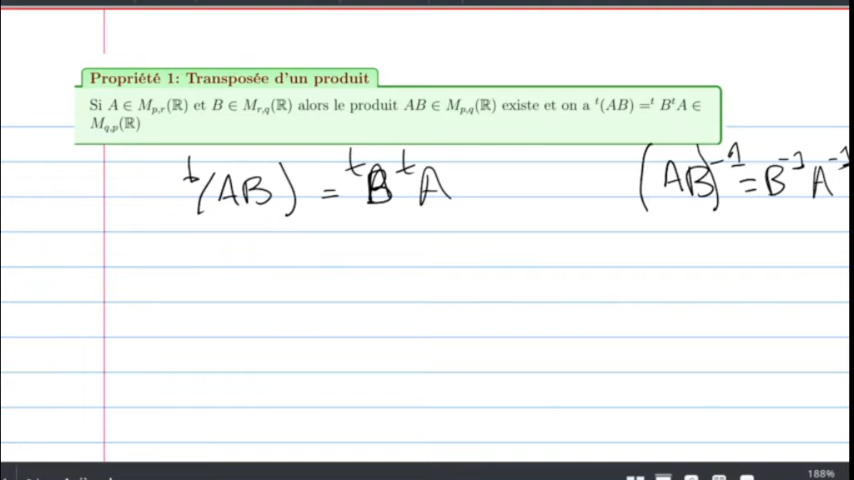 Propriété 1: Transposée d'un produit
Si A ∈ M_{p,r}(ℝ) et B ∈ M_{r,q}(ℝ) alors le produit AB ∈ M_{p,q}(ℝ) existe et on a ᵗ(AB) =ᵗ BᵗA ∈
M_{q,p}(ℝ)
ᵗ(AB) = ᵗBᵗA
(AB)⁻¹ = B⁻¹A⁻¹
188%